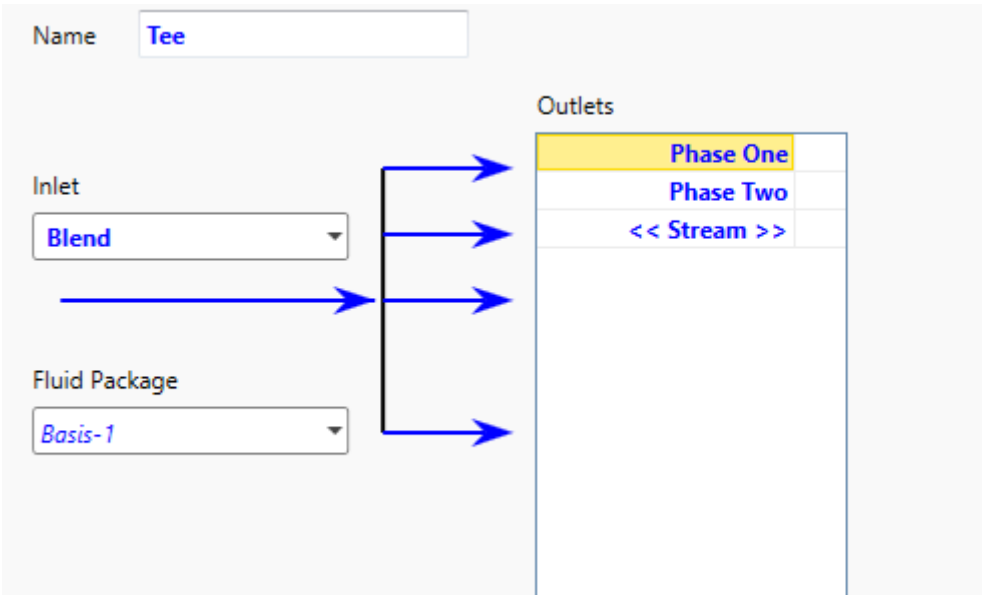 Name Tee
Outlets
Phase One
Inlet
Phase Two
Blend
<< Stream >>
Fluid Package
Basis-1